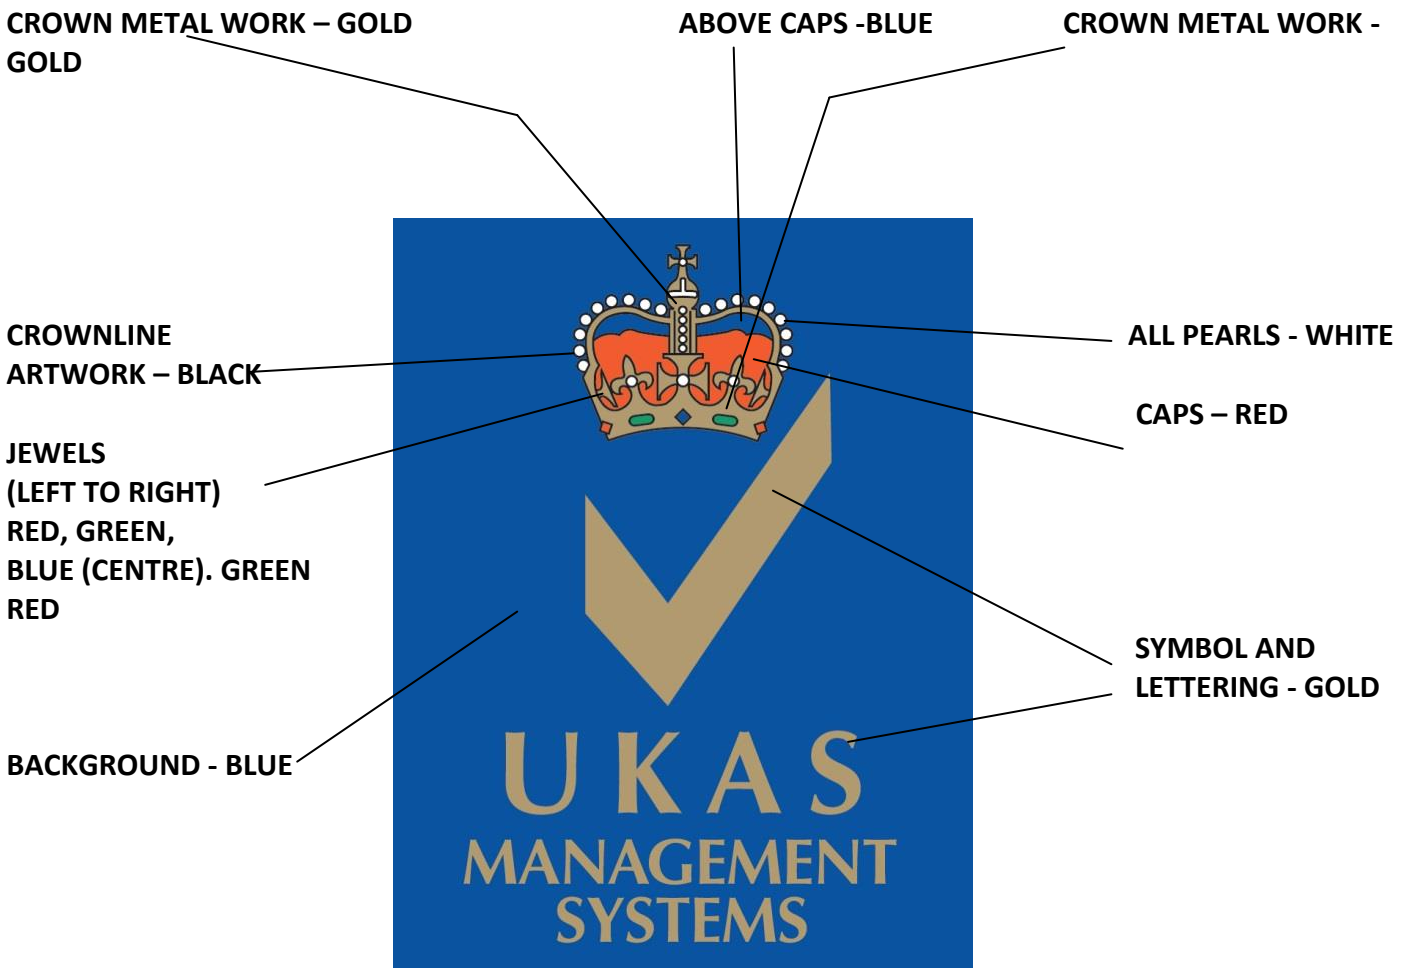 CROWN METAL WORK – GOLD ABOVE CAPS -BLUE CROWN METAL WORK -
GOLD
CROWNLINE
ARTWORK – BLACK
ALL PEARLS - WHITE
CAPS – RED
JEWELS
(LEFT TO RIGHT)
RED, GREEN,
BLUE (CENTRE). GREEN
RED
SYMBOL AND
LETTERING - GOLD
BACKGROUND - BLUE
UKAS
MANAGEMENT
SYSTEMS